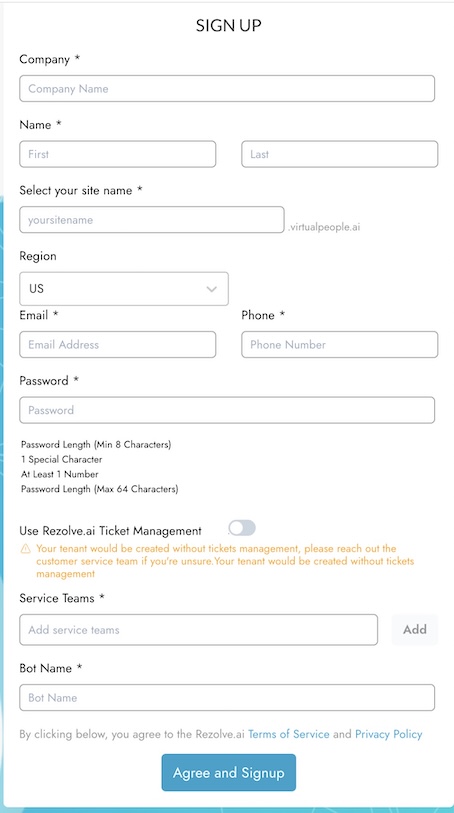 SIGN UP
Company *
Company Name
Name *
First
Last
Select your site name *
yoursitename
.virtualpeople.ai
Region
US
Email *
Phone *
Email Address
Phone Number
Password *
Password
Password Length (Min 8 Characters)
1 Special Character
At Least 1 Number
Password Length (Max 64 Characters)
Use Rezolve.ai Ticket Management
Your tenant would be created without tickets management, please reach out the
customer service team if you're unsure.Your tenant would be created without tickets
management
Service Teams *
Add service teams
Add
Bot Name *
Bot Name
By clicking below, you agree to the Rezolve.ai Terms of Service and Privacy Policy
Agree and Signup